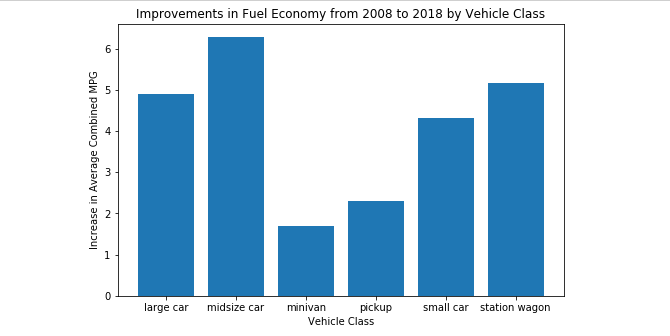 Improvements in Fuel Economy from 2008 to 2018 by Vehicle Class
Increase in Average Combined MPG
6
5
4
3
2
1
0
large car midsize car minivan pickup small car station wagon
Vehicle Class